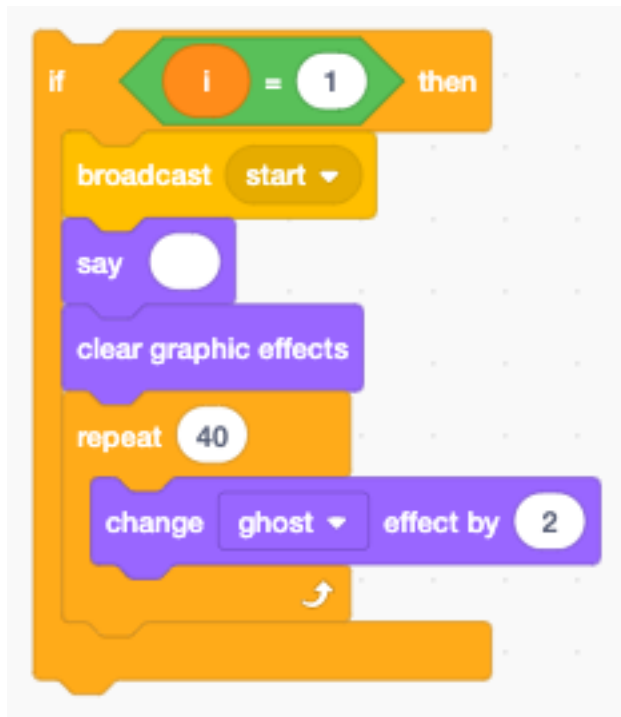 if i = 1 then
broadcast start
say
clear graphic effects
repeat 40
change ghost effect by 2